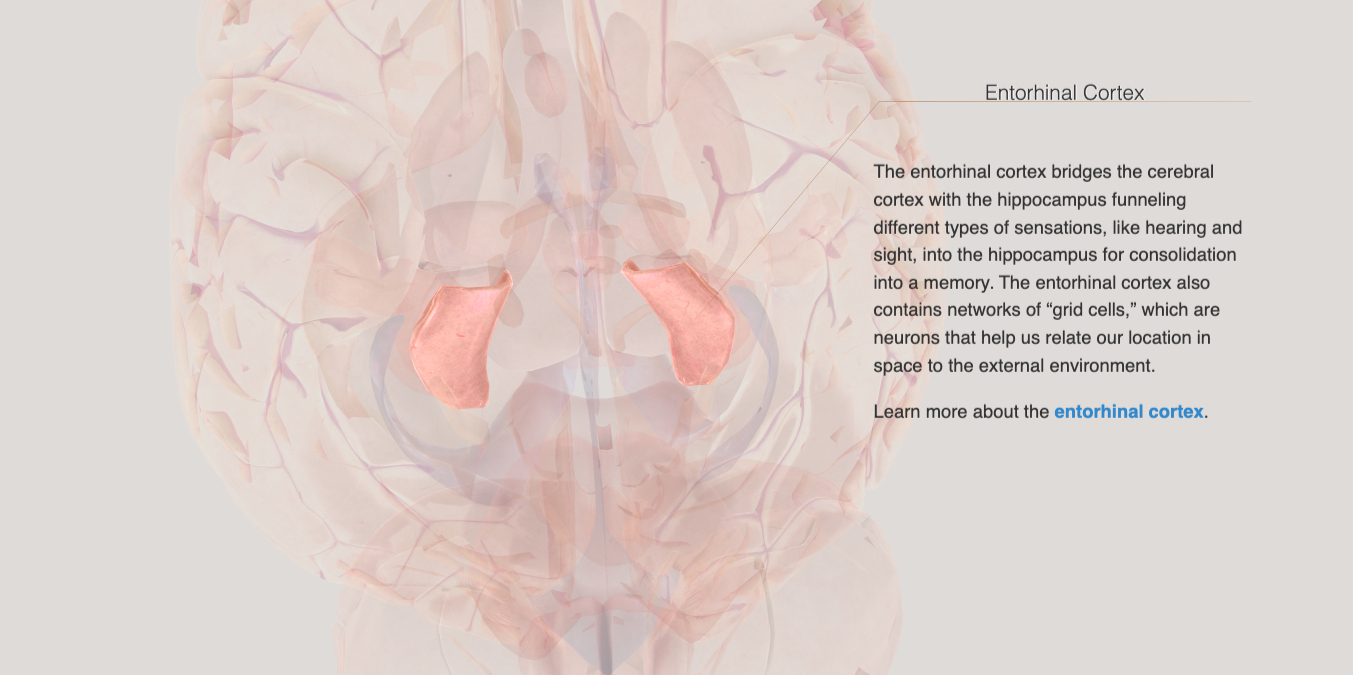 Entorhinal Cortex
The entorhinal cortex bridges the cerebral
cortex with the hippocampus funneling
different types of sensations, like hearing and
sight, into the hippocampus for consolidation
into a memory. The entorhinal cortex also
contains networks of “grid cells,” which are
neurons that help us relate our location in
space to the external environment.
Learn more about the entorhinal cortex.